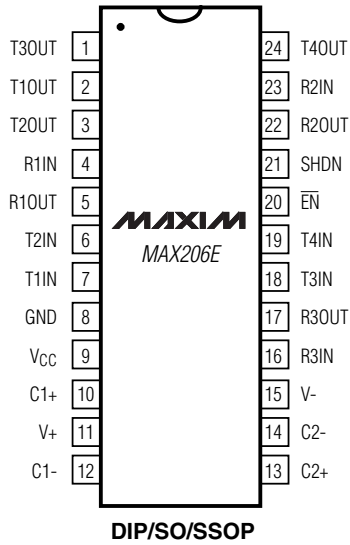 T3OUT 1 24 T4OUT
T1OUT 2 23 R2IN
T2OUT 3 22 R2OUT
R1IN 4 21 SHDN
R1OUT 5 20 E̅N̅
MAXIM
MAX206E
T2IN 6 19 T4IN
T1IN 7 18 T3IN
GND 8 17 R3OUT
VCC 9 16 R3IN
C1+ 10 15 V-
V+ 11 14 C2-
C1- 12 13 C2+
DIP/SO/SSOP